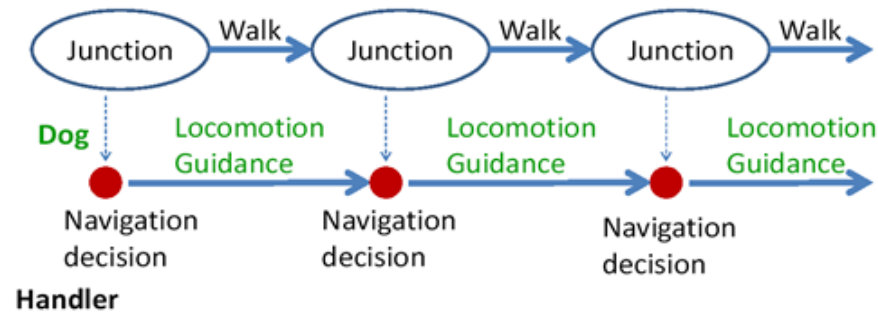 Junction Walk Junction Walk Junction Walk
Dog Locomotion Locomotion Locomotion
Guidance Guidance Guidance
Navigation Navigation Navigation
decision decision decision
Handler